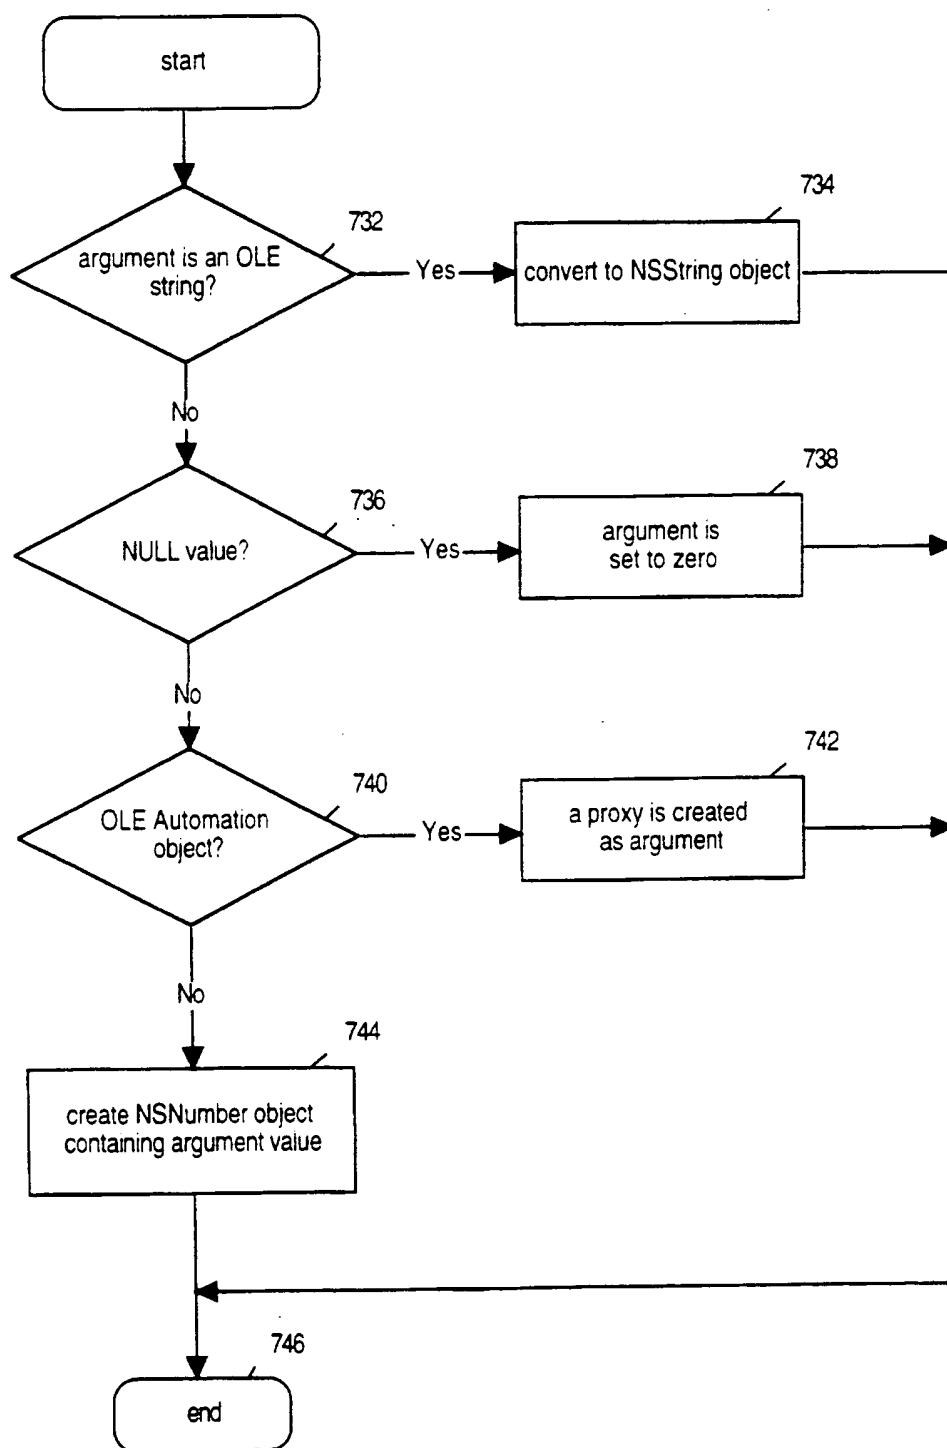 start
732
argument is an OLE
string?
Yes
734
convert to NSString object
No
736
NULL value?
Yes
738
argument is
set to zero
No
740
OLE Automation
object?
Yes
742
a proxy is created
as argument
No
744
create NSNumber object
containing argument value
746
end